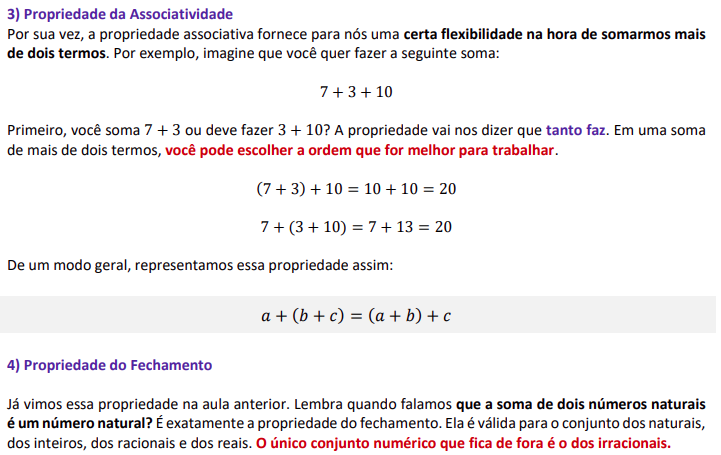 3) Propriedade da Associatividade
Por sua vez, a propriedade associativa fornece para nós uma certa flexibilidade na hora de somarmos mais
de dois termos. Por exemplo, imagine que você quer fazer a seguinte soma:
7 + 3 + 10
Primeiro, você soma 7 + 3 ou deve fazer 3 + 10? A propriedade vai nos dizer que tanto faz. Em uma soma
de mais de dois termos, você pode escolher a ordem que for melhor para trabalhar.
(7 + 3) + 10 = 10 + 10 = 20
7 + (3 + 10) = 7 + 13 = 20
De um modo geral, representamos essa propriedade assim:
a + (b + c) = (a + b) + c
4) Propriedade do Fechamento
Já vimos essa propriedade na aula anterior. Lembra quando falamos que a soma de dois números naturais
é um número natural? É exatamente a propriedade do fechamento. Ela é válida para o conjunto dos naturais,
dos inteiros, dos racionais e dos reais. O único conjunto numérico que fica de fora é o dos irracionais.